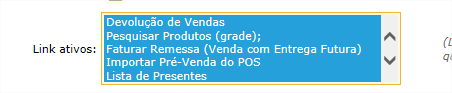 Devolução de Vendas
Pesquisar Produtos (grade);
Link ativos: Faturar Remessa (Venda com Entrega Futura)
Importar Pré-Venda do POS
Lista de Presentes